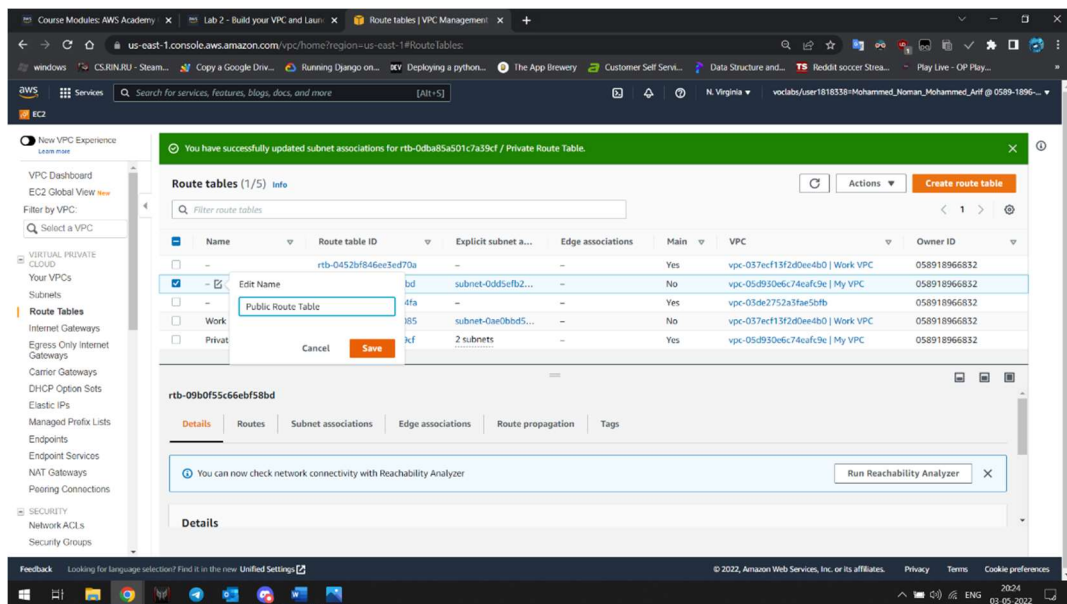 Course Modules: AWS Academy
Lab 2 - Build your VPC and Laun
Route tables | VPC Management
us-east-1.console.aws.amazon.com/vpc/home?region=us-east-1#RouteTables:
windows CS.RIN.RU - Steam... Copy a Google Driv... Running Django on... DEV Deploying a python... The App Brewery Customer Self Servi... Data Structure and... TS Reddit soccer Strea... Play Live - OP Play...
aws Services Search for services, features, blogs, docs, and more [Alt+S] N. Virginia voclabs/user1818338=Mohammed_Noman_Mohammed_Arif @ 0589-1896-...
EC2
New VPC Experience
Learn more
VPC Dashboard
EC2 Global View New
Filter by VPC:
Select a VPC
VIRTUAL PRIVATE
CLOUD
Your VPCs
Subnets
Route Tables
Internet Gateways
Egress Only Internet
Gateways
Carrier Gateways
DHCP Option Sets
Elastic IPs
Managed Prefix Lists
Endpoints
Endpoint Services
NAT Gateways
Peering Connections
SECURITY
Network ACLs
Security Groups
You have successfully updated subnet associations for rtb-0dba85a501c7a39cf / Private Route Table.
Route tables (1/5) Info
Actions Create route table
Filter route tables
1
Name Route table ID Explicit subnet a... Edge associations Main VPC Owner ID
– rtb-0452bf846ee3ed70a – – Yes vpc-037ecf13f2d0ee4b0 | Work VPC 058918966832
– bd subnet-0dd5efb2... – No vpc-05d930e6c74eafc9e | My VPC 058918966832
– 4fa – – Yes vpc-03de2752a3fae5bfb 058918966832
Work 085 subnet-0ae0bbd5... – No vpc-037ecf13f2d0ee4b0 | Work VPC 058918966832
Privat 9cf 2 subnets – Yes vpc-05d930e6c74eafc9e | My VPC 058918966832
Edit Name
Public Route Table
Cancel Save
rtb-09b0f55c66ebf58bd
Details Routes Subnet associations Edge associations Route propagation Tags
You can now check network connectivity with Reachability Analyzer
Run Reachability Analyzer
Details
Feedback Looking for language selection? Find it in the new Unified Settings © 2022, Amazon Web Services, Inc. or its affiliates. Privacy Terms Cookie preferences
ENG
20:24
03-05-2022